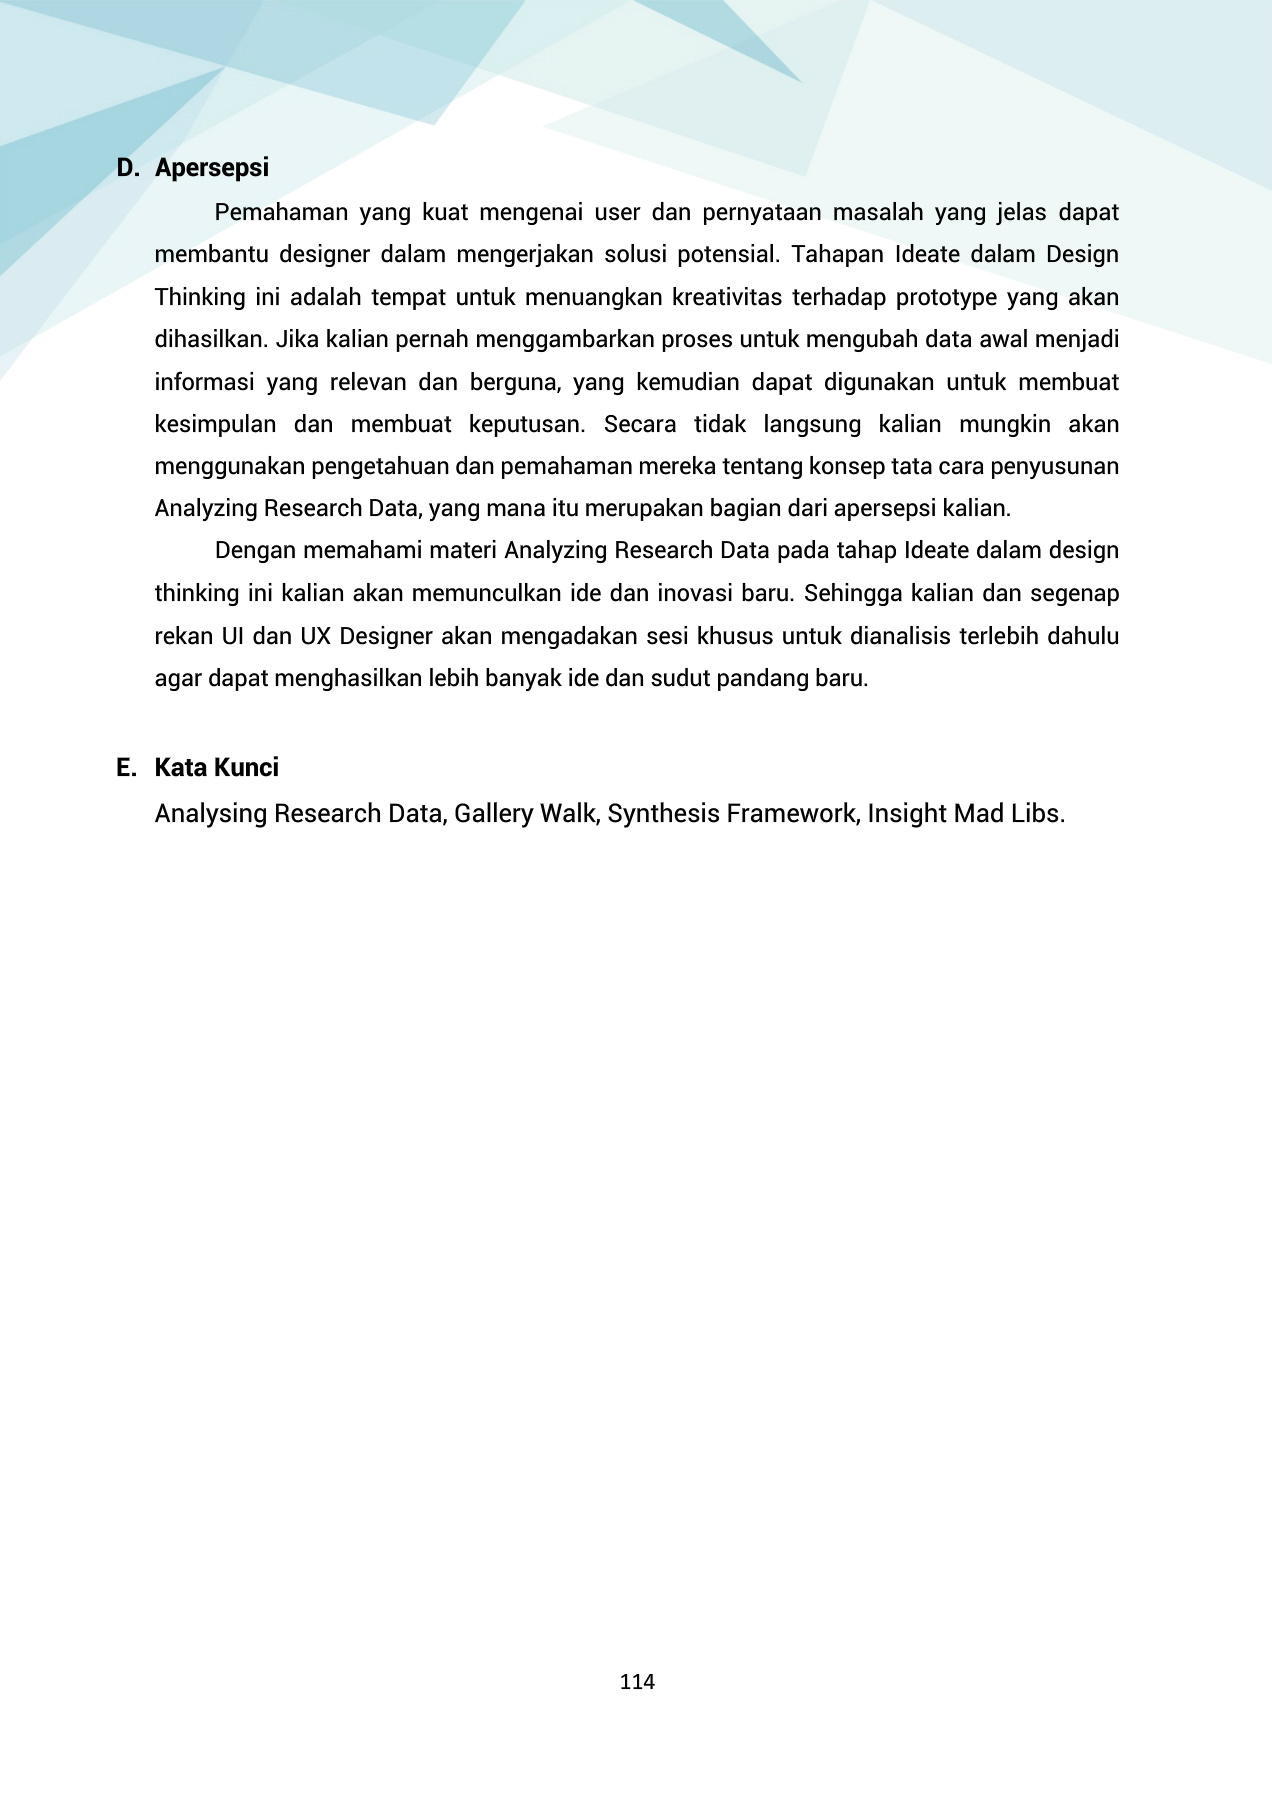 D. Apersepsi
Pemahaman yang kuat mengenai user dan pernyataan masalah yang jelas dapat
membantu designer dalam mengerjakan solusi potensial. Tahapan Ideate dalam Design
Thinking ini adalah tempat untuk menuangkan kreativitas terhadap prototype yang akan
dihasilkan. Jika kalian pernah menggambarkan proses untuk mengubah data awal menjadi
informasi yang relevan dan berguna, yang kemudian dapat digunakan untuk membuat
kesimpulan dan membuat keputusan. Secara tidak langsung kalian mungkin akan
menggunakan pengetahuan dan pemahaman mereka tentang konsep tata cara penyusunan
Analyzing Research Data, yang mana itu merupakan bagian dari apersepsi kalian.
Dengan memahami materi Analyzing Research Data pada tahap Ideate dalam design
thinking ini kalian akan memunculkan ide dan inovasi baru. Sehingga kalian dan segenap
rekan UI dan UX Designer akan mengadakan sesi khusus untuk dianalisis terlebih dahulu
agar dapat menghasilkan lebih banyak ide dan sudut pandang baru.
E. Kata Kunci
Analysing Research Data, Gallery Walk, Synthesis Framework, Insight Mad Libs.
114